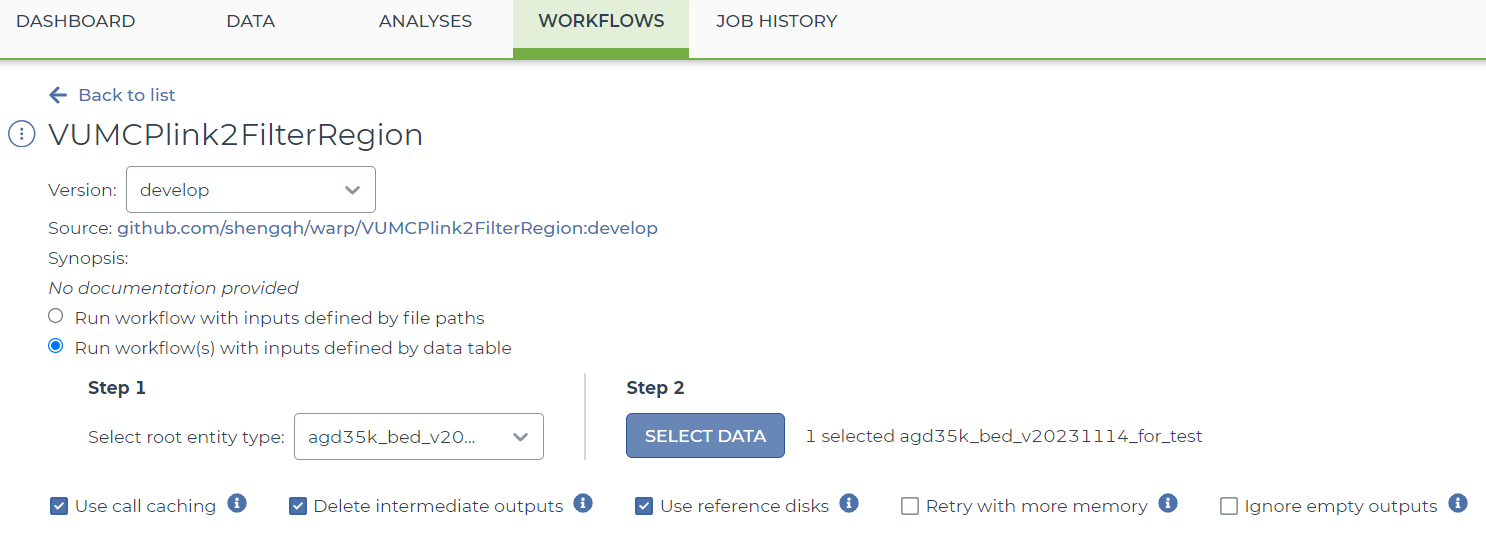 DASHBOARD DATA ANALYSES WORKFLOWS JOB HISTORY
Back to list
VUMCPlink2FilterRegion
Version: develop
Source: github.com/shengqh/warp/VUMCPlink2FilterRegion:develop
Synopsis:
No documentation provided
Run workflow with inputs defined by file paths
Run workflow(s) with inputs defined by data table
Step 1 Step 2
Select root entity type: agd35k_bed_v20... SELECT DATA 1 selected agd35k_bed_v20231114_for_test
Use call caching Delete intermediate outputs Use reference disks Retry with more memory Ignore empty outputs